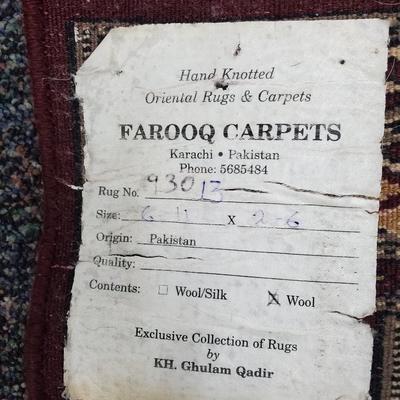 Hand Knotted
Oriental Rugs & Carpets
FAROOQ CARPETS
Karachi • Pakistan
Phone: 5685484
Rug No. 93013
Size: 6-11 X 2-6
Origin: Pakistan
Quality:
Contents: ☐ Wool/Silk ☒ Wool
Exclusive Collection of Rugs
by
KH. Ghulam Qadir